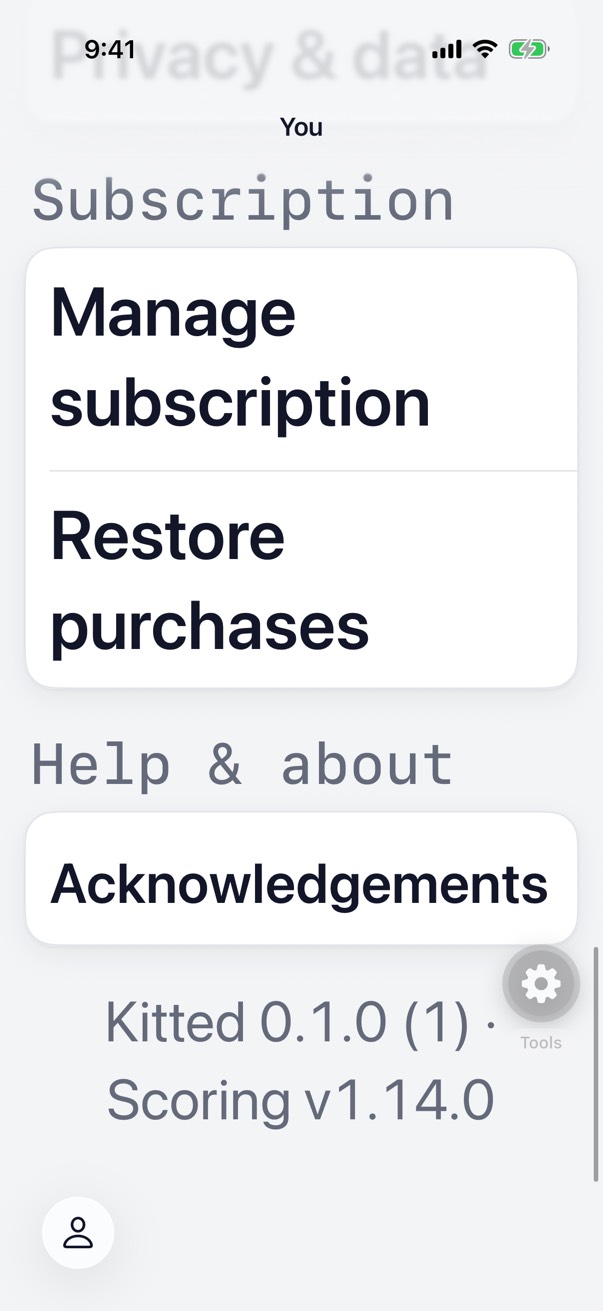 Privacy & data
9:41
You
Subscription
Manage
subscription
Restore
purchases
Help & about
Acknowledgements
Kitted 0.1.0 (1) ·
Scoring v1.14.0
Tools